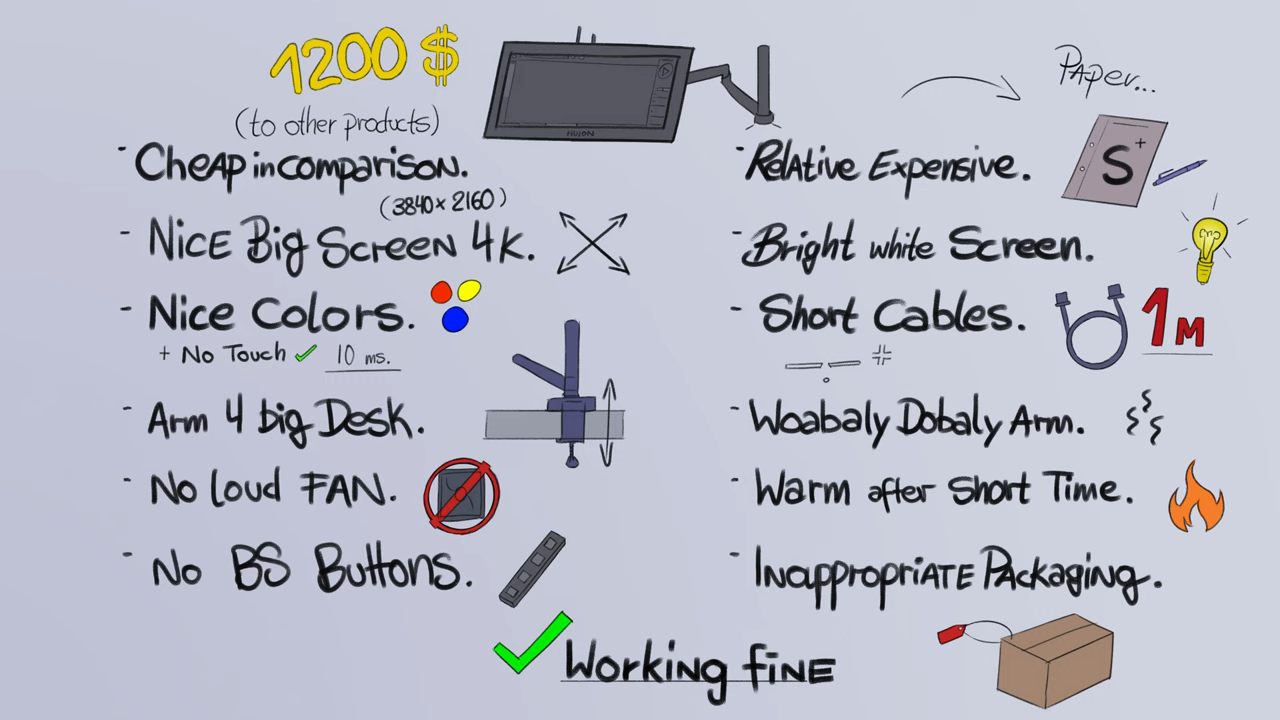 1200 $
(to other products)
- Cheap in comparison.
(3840 x 2160)
- Nice Big Screen 4K.
- Nice Colors.
+ No Touch ✓ 10 ms.
- Arm 4 big Desk.
- No loud FAN.
- No BS Buttons.
HUION
Paper...
S+
- Relative Expensive.
- Bright white Screen.
- Short Cables.
1M
- Woabaly Dobaly Arm.
- Warm after short Time.
- Inappropriate Packaging.
Working fine